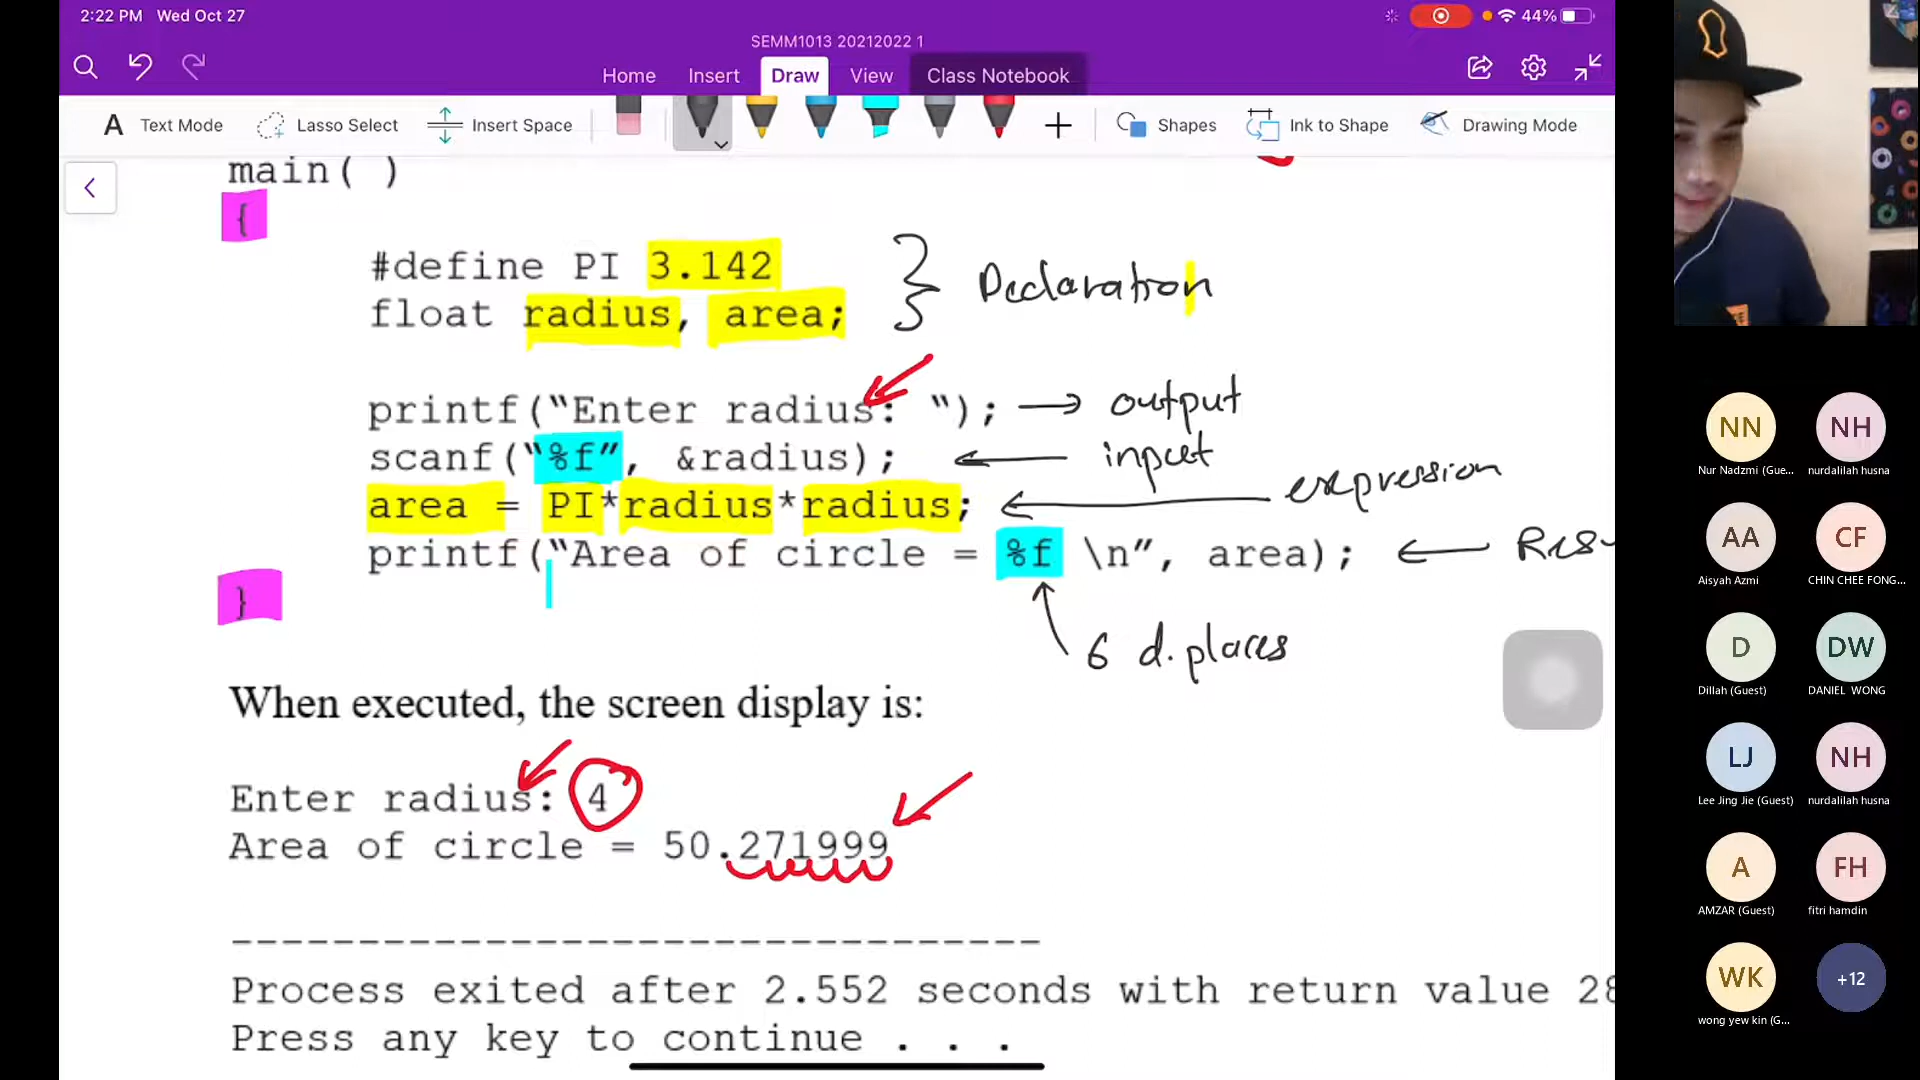 2:22 PM Wed Oct 27
44%
SEMM1013 20212022 1
Home Insert Draw View Class Notebook
A Text Mode Lasso Select Insert Space Shapes Ink to Shape Drawing Mode
main( )
{
#define PI 3.142
float radius, area;
} Declaration
printf(“Enter radius: “); → output
scanf(“%f”, &radius); ← input
area = PI*radius*radius; ← expression
printf(“Area of circle = %f \n”, area); ←
}
6 d.places
When executed, the screen display is:
Enter radius: 4
Area of circle = 50.271999
--------------------------------
Process exited after 2.552 seconds with return value 28
Press any key to continue . . .
NN NH
Nur Nadzmi (Gue... nurdalilah husna
AA CF
Aisyah Azmi CHIN CHEE FONG...
D DW
Dillah (Guest) DANIEL WONG
LJ NH
Lee Jing Jie (Guest) nurdalilah husna
A FH
AMZAR (Guest) fitri hamdin
WK +12
wong yew kin (G...